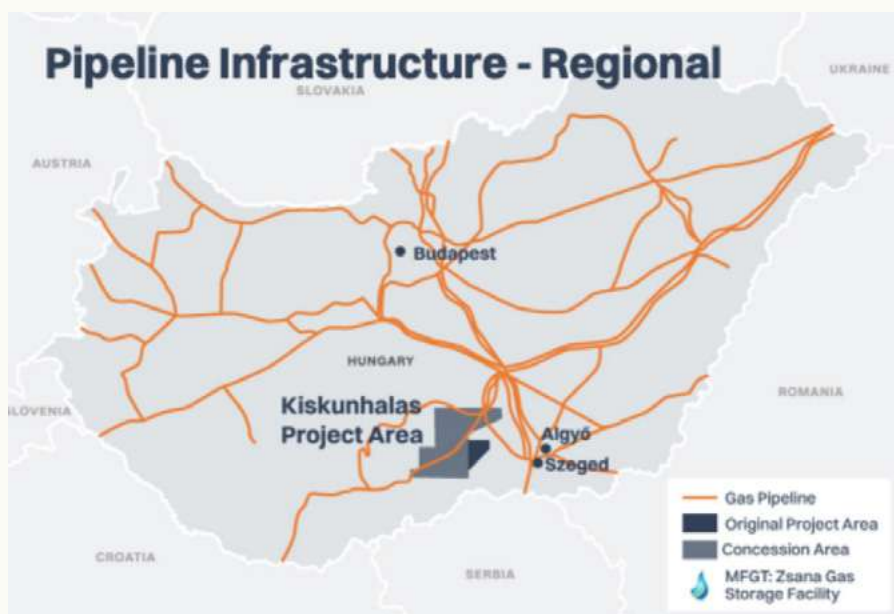 Pipeline Infrastructure - Regional
SLOVAKIA
UKRAINE
AUSTRIA
Budapest
HUNGARY
ROMANIA
SLOVENIA
Kiskunhalas
Project Area
Algyő
Szeged
CROATIA
SERBIA
Gas Pipeline
Original Project Area
Concession Area
MFGT: Zsana Gas
Storage Facility